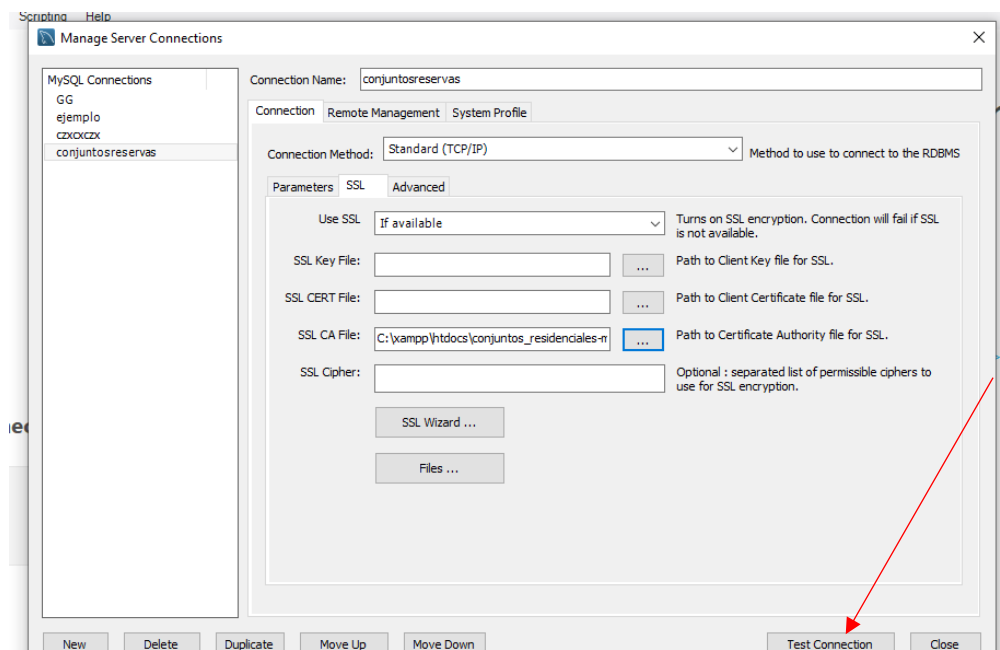 Scripting Help
Manage Server Connections
MySQL Connections
GG
ejemplo
czxcxczx
conjuntosreservas
Connection Name: conjuntosreservas
Connection Remote Management System Profile
Connection Method: Standard (TCP/IP) Method to use to connect to the RDBMS
Parameters SSL Advanced
Use SSL If available Turns on SSL encryption. Connection will fail if SSL
is not available.
SSL Key File: ... Path to Client Key file for SSL.
SSL CERT File: ... Path to Client Certificate file for SSL.
SSL CA File: C:\xampp\htdocs\conjuntos_residenciales-m ... Path to Certificate Authority file for SSL.
SSL Cipher: Optional : separated list of permissible ciphers to
use for SSL encryption.
SSL Wizard ...
Files ...
New Delete Duplicate Move Up Move Down Test Connection Close